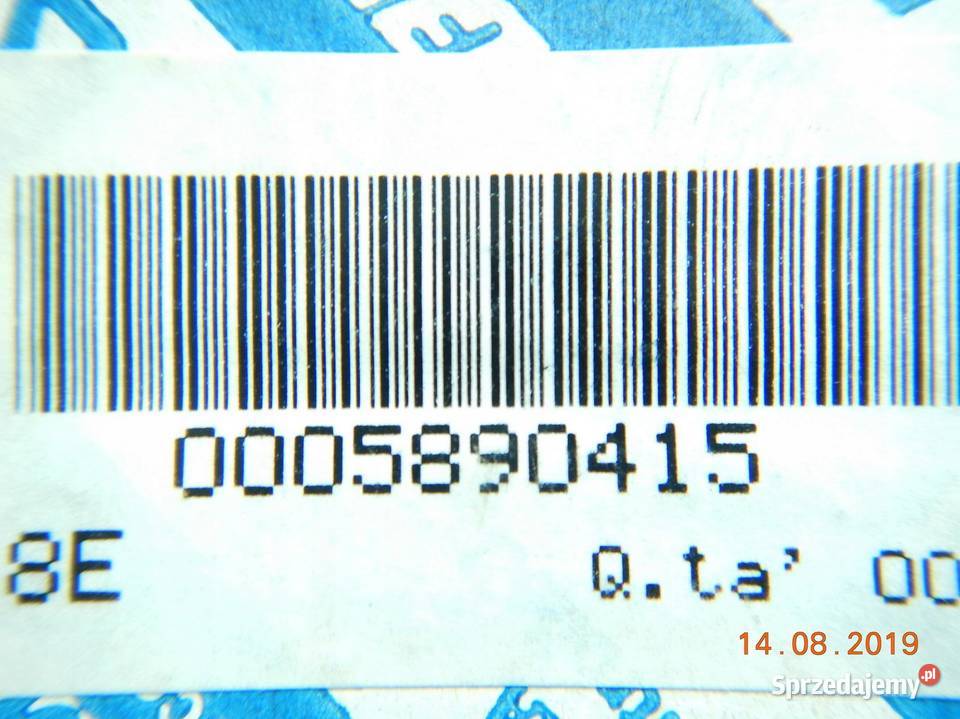 0005890415
8E Q.ta' 00
14.08.2019
Sprzedajemy.pl